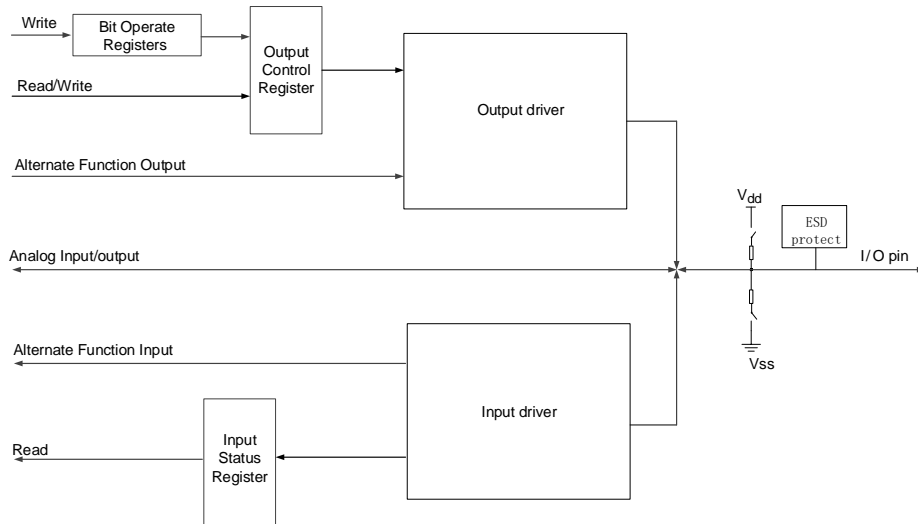 Write
Bit Operate
Registers
Output
Control
Register
Read/Write
Output driver
Alternate Function Output
Vdd
ESD
protect
Analog Input/output
I/O pin
Alternate Function Input
Vss
Input driver
Read
Input
Status
Register